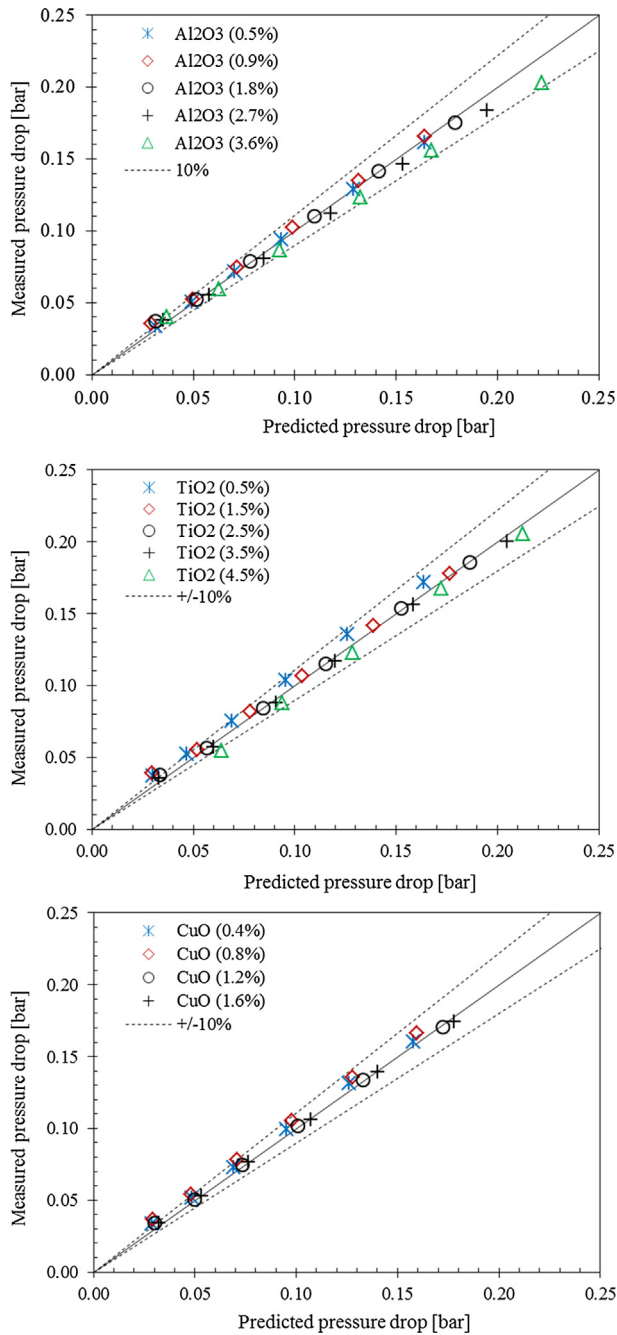 0.25
0.20
0.15
0.10
0.05
0.00
Measured pressure drop [bar]
Al2O3 (0.5%)
Al2O3 (0.9%)
Al2O3 (1.8%)
Al2O3 (2.7%)
Al2O3 (3.6%)
10%
0.00 0.05 0.10 0.15 0.20 0.25
Predicted pressure drop [bar]
0.25
0.20
0.15
0.10
0.05
0.00
Measured pressure drop [bar]
TiO2 (0.5%)
TiO2 (1.5%)
TiO2 (2.5%)
TiO2 (3.5%)
TiO2 (4.5%)
+/-10%
0.00 0.05 0.10 0.15 0.20 0.25
Predicted pressure drop [bar]
0.25
0.20
0.15
0.10
0.05
0.00
Measured pressure drop [bar]
CuO (0.4%)
CuO (0.8%)
CuO (1.2%)
CuO (1.6%)
+/-10%
0.00 0.05 0.10 0.15 0.20 0.25
Predicted pressure drop [bar]